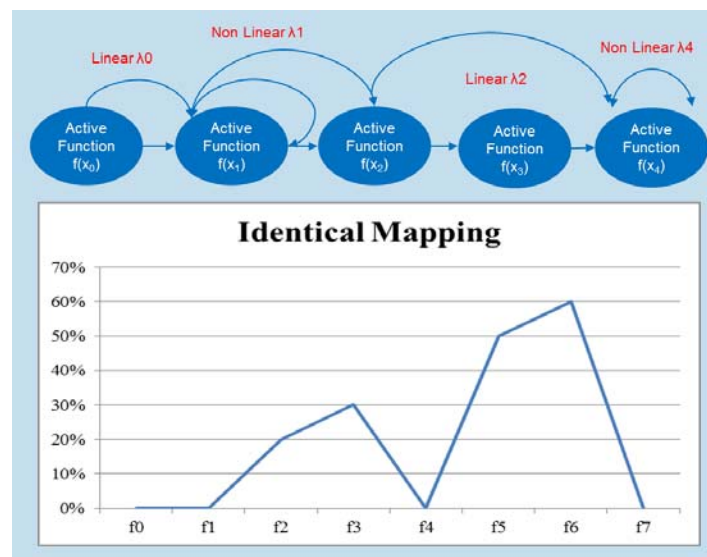 Non Linear λ1
Non Linear λ4
Linear λ0
Linear λ2
Active
Function
f(x₀)
Active
Function
f(x₁)
Active
Function
f(x₂)
Active
Function
f(x₃)
Active
Function
f(x₄)
Identical Mapping
70%
60%
50%
40%
30%
20%
10%
0%
f0 f1 f2 f3 f4 f5 f6 f7